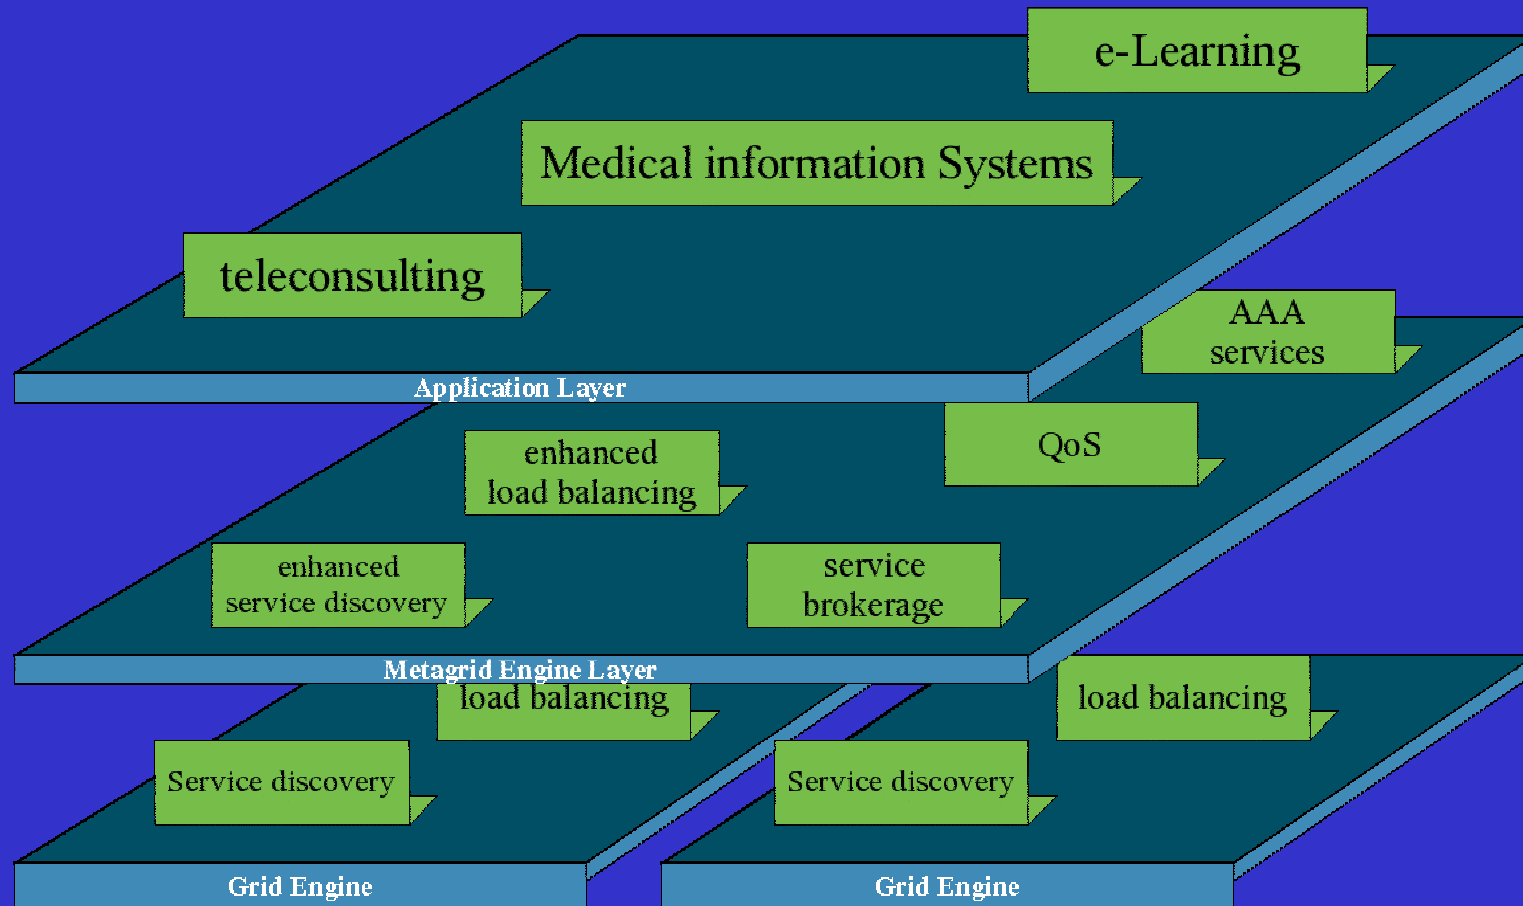 e-Learning
Medical information Systems
teleconsulting
AAA
services
Application Layer
enhanced
load balancing
QoS
enhanced
service discovery
service
brokerage
Metagrid Engine Layer
load balancing
load balancing
Service discovery
Service discovery
Grid Engine
Grid Engine